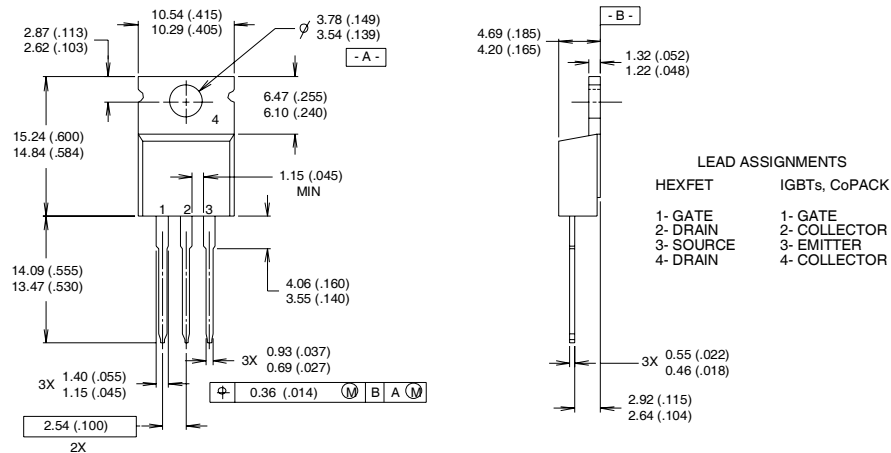 10.54 (.415)
10.29 (.405)
3.78 (.149)
3.54 (.139)
- A -
2.87 (.113)
2.62 (.103)
6.47 (.255)
6.10 (.240)
4
15.24 (.600)
14.84 (.584)
1.15 (.045)
MIN
1 2 3
14.09 (.555)
13.47 (.530)
4.06 (.160)
3.55 (.140)
3X 0.93 (.037)
0.69 (.027)
3X 1.40 (.055)
1.15 (.045)
⌖ 0.36 (.014) Ⓜ B A Ⓜ
2.54 (.100)
2X
- B -
4.69 (.185)
4.20 (.165)
1.32 (.052)
1.22 (.048)
3X 0.55 (.022)
0.46 (.018)
2.92 (.115)
2.64 (.104)
LEAD ASSIGNMENTS
HEXFET
1- GATE
2- DRAIN
3- SOURCE
4- DRAIN
IGBTs, CoPACK
1- GATE
2- COLLECTOR
3- EMITTER
4- COLLECTOR